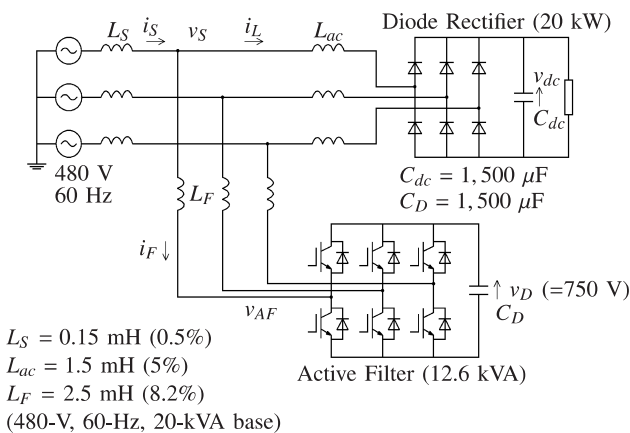 Diode Rectifier (20 kW)
L_S i_S v_S i_L L_ac
v_dc
C_dc
480 V
60 Hz
C_dc = 1,500 μF
C_D = 1,500 μF
L_F
i_F
v_D (=750 V)
C_D
v_AF
L_S = 0.15 mH (0.5%)
L_ac = 1.5 mH (5%)
L_F = 2.5 mH (8.2%)
(480-V, 60-Hz, 20-kVA base)
Active Filter (12.6 kVA)